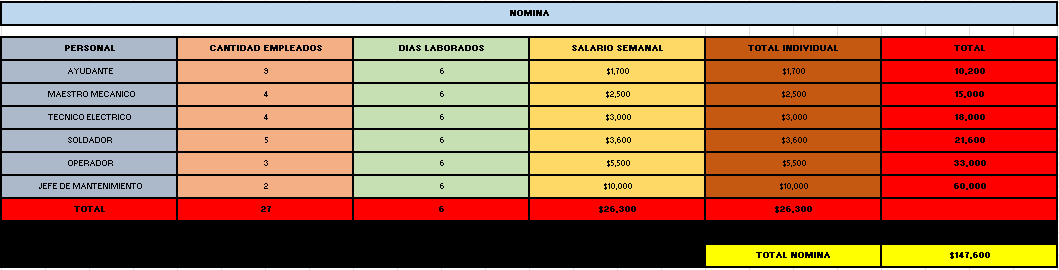 NOMINA
PERSONAL CANTIDAD EMPLEADOS DIAS LABORADOS SALARIO SEMANAL TOTAL INDIVIDUAL TOTAL
AYUDANTE 9 6 $1,700 $1,700 10,200
MAESTRO MECANICO 4 6 $2,500 $2,500 15,000
TECNICO ELECTRICO 4 6 $3,000 $3,000 18,000
SOLDADOR 5 6 $3,600 $3,600 21,600
OPERADOR 3 6 $5,500 $5,500 33,000
JEFE DE MANTENIMIENTO 2 6 $10,000 $10,000 60,000
TOTAL 27 6 $26,300 $26,300
TOTAL NOMINA $147,600